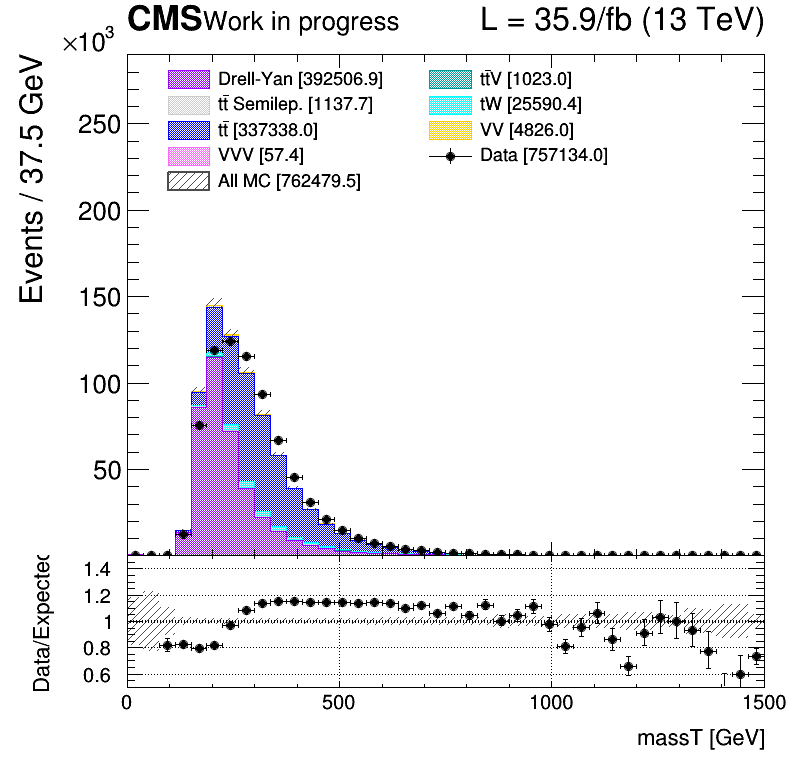 CMS Work in progress L = 35.9/fb (13 TeV)
×10³
Events / 37.5 GeV
250
200
150
100
50
Drell-Yan [392506.9]
tt̄ Semilep. [1137.7]
tt̄ [337338.0]
VVV [57.4]
All MC [762479.5]
tt̄V [1023.0]
tW [25590.4]
VV [4826.0]
Data [757134.0]
Data/Expected
1.4
1.2
1
0.8
0.6
0 500 1000 1500
massT [GeV]